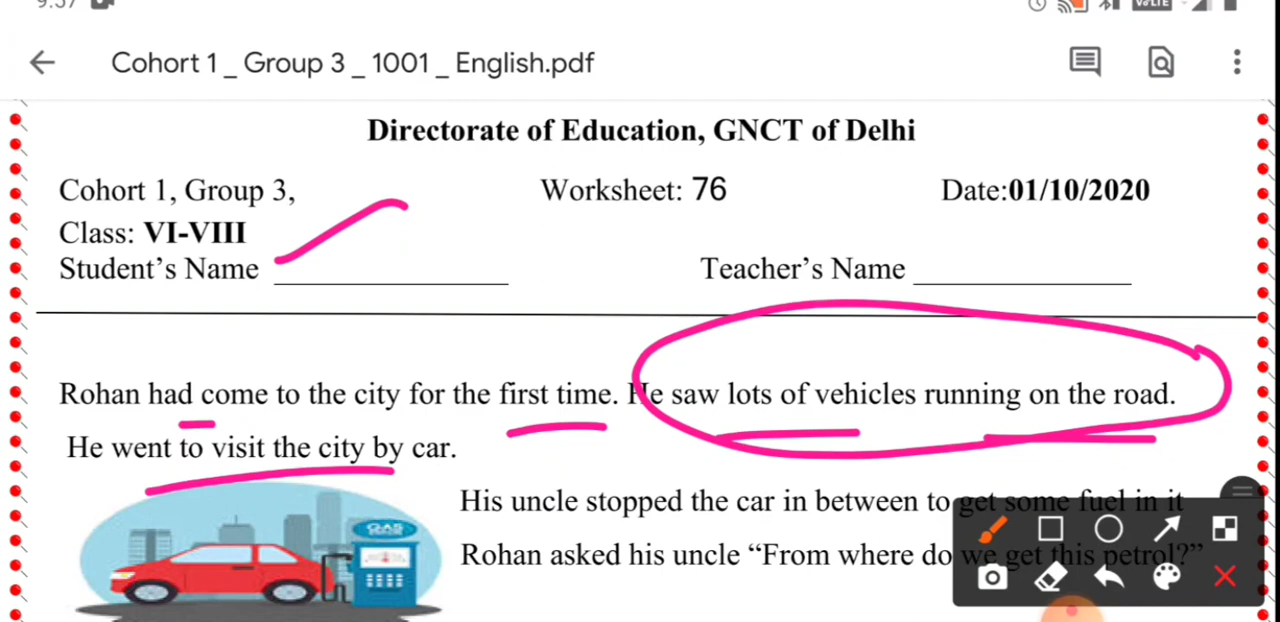 9:57
VoLTE
Cohort 1 _ Group 3 _ 1001 _ English.pdf
Directorate of Education, GNCT of Delhi
Cohort 1, Group 3, Worksheet: 76 Date:01/10/2020
Class: VI-VIII
Student’s Name Teacher’s Name
Rohan had come to the city for the first time. He saw lots of vehicles running on the road.
He went to visit the city by car.
GAS
His uncle stopped the car in between to get some fuel in it
Rohan asked his uncle “From where do we get this petrol?”